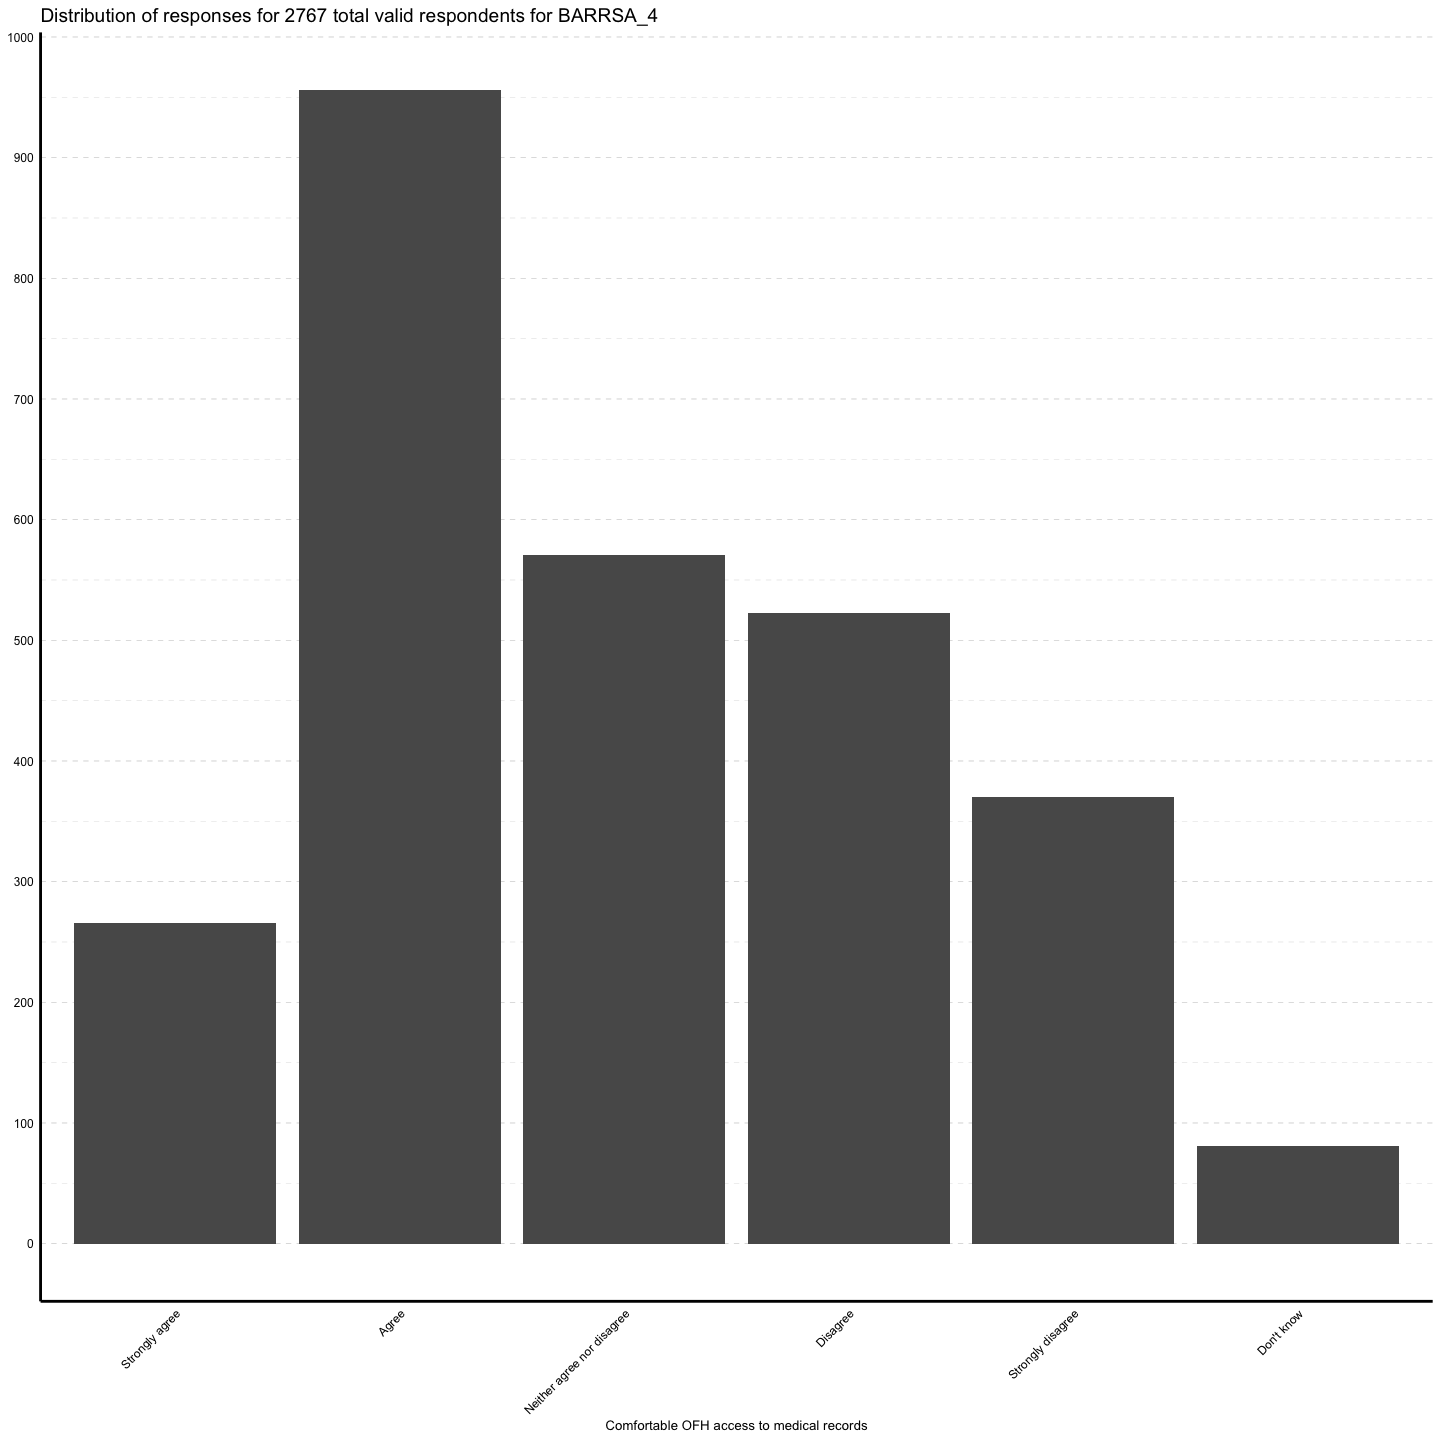 Distribution of responses for 2767 total valid respondents for BARRSA_4
1000
900
800
700
600
500
400
300
200
100
0
Strongly agree
Agree
Neither agree nor disagree
Disagree
Strongly disagree
Don't know
Comfortable OFH access to medical records